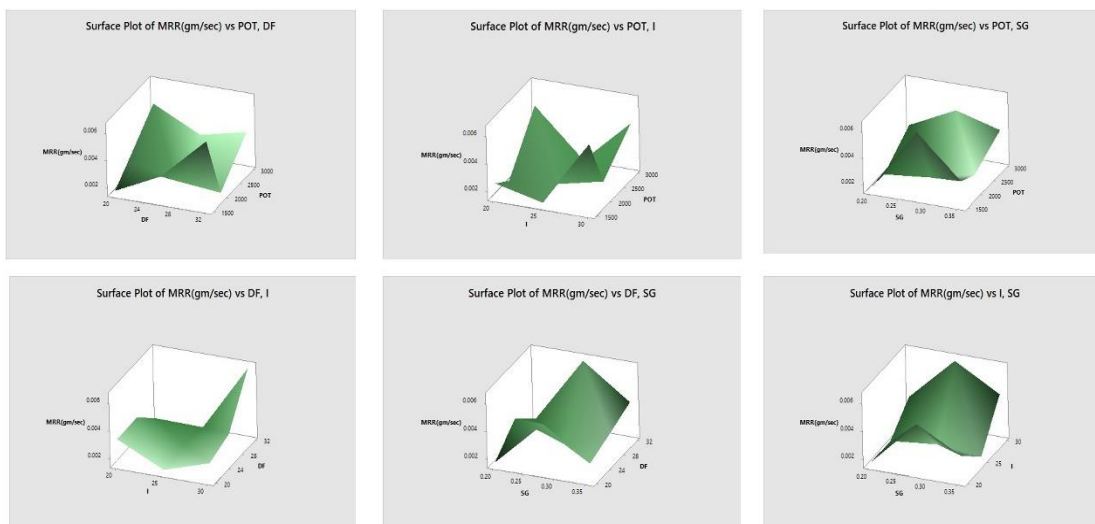 Surface Plot of MRR(gm/sec) vs POT, DF
0.006
MRR(gm/sec)
0.004
0.002
20
24
DF
28
32
1500
2000
2500
3000
POT
Surface Plot of MRR(gm/sec) vs POT, I
0.006
MRR(gm/sec)
0.004
0.002
20
25
I
30
1500
2000
2500
3000
POT
Surface Plot of MRR(gm/sec) vs POT, SG
0.006
MRR(gm/sec)
0.004
0.002
0.20
0.25
SG
0.30
0.35
1500
2000
2500
3000
POT
Surface Plot of MRR(gm/sec) vs DF, I
0.006
MRR(gm/sec)
0.004
0.002
20
25
I
30
20
24
28
32
DF
Surface Plot of MRR(gm/sec) vs DF, SG
0.006
MRR(gm/sec)
0.004
0.002
0.20
0.25
SG
0.30
0.35
20
24
28
32
DF
Surface Plot of MRR(gm/sec) vs I, SG
0.006
MRR(gm/sec)
0.004
0.002
0.20
0.25
SG
0.30
0.35
20
25
30
I